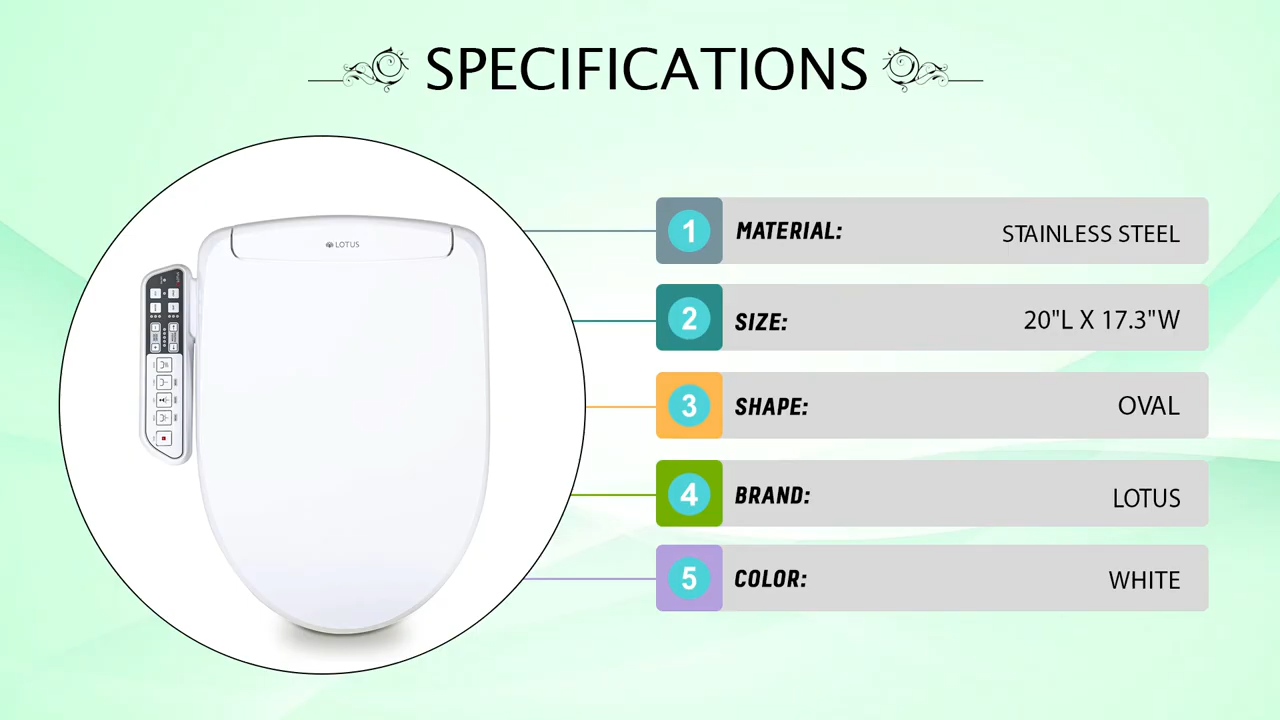 SPECIFICATIONS
LOTUS
1 MATERIAL: STAINLESS STEEL
2 SIZE: 20"L X 17.3"W
3 SHAPE: OVAL
4 BRAND: LOTUS
5 COLOR: WHITE